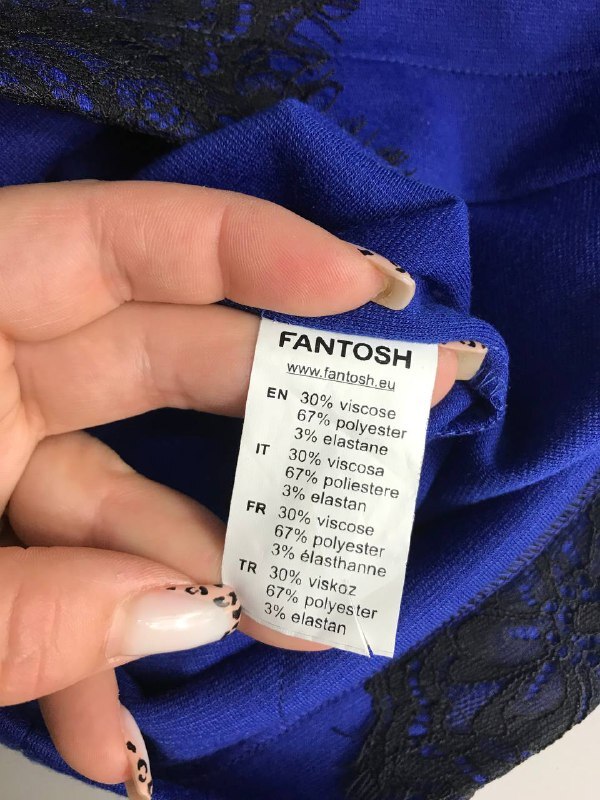 FANTOSH
www.fantosh.eu
EN 30% viscose
67% polyester
3% elastane
IT 30% viscosa
67% poliestere
3% elastan
FR 30% viscose
67% polyester
3% élasthanne
TR 30% viskoz
67% polyester
3% elastan